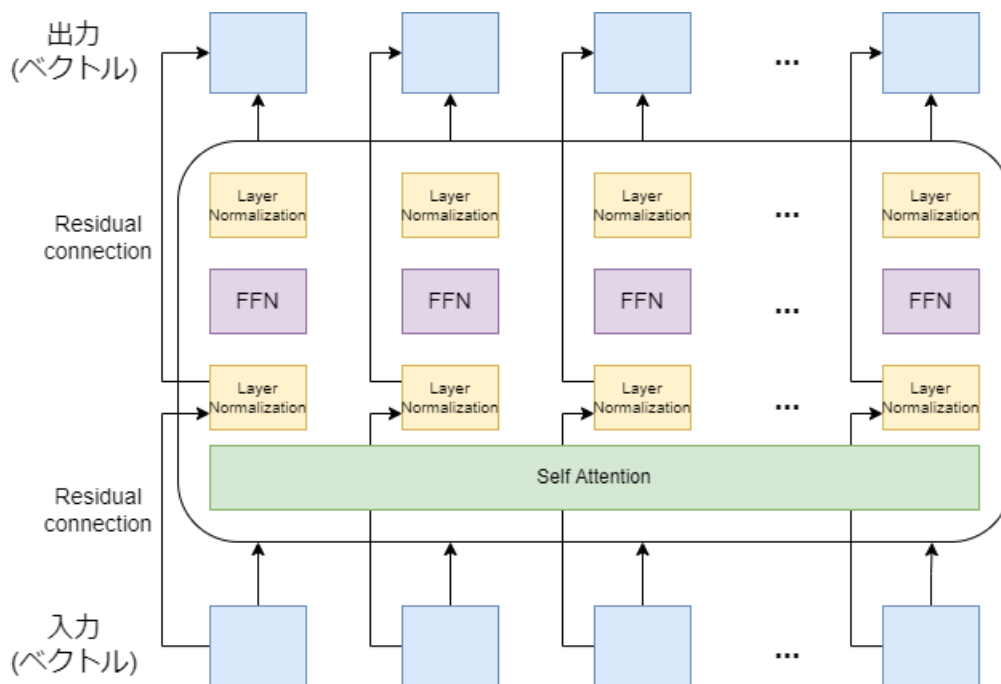 出力
(ベクトル)
...
Layer
Normalization
Layer
Normalization
Layer
Normalization
...
Layer
Normalization
Residual
connection
FFN
FFN
FFN
...
FFN
Layer
Normalization
Layer
Normalization
Layer
Normalization
...
Layer
Normalization
Self Attention
Residual
connection
入力
(ベクトル)
...